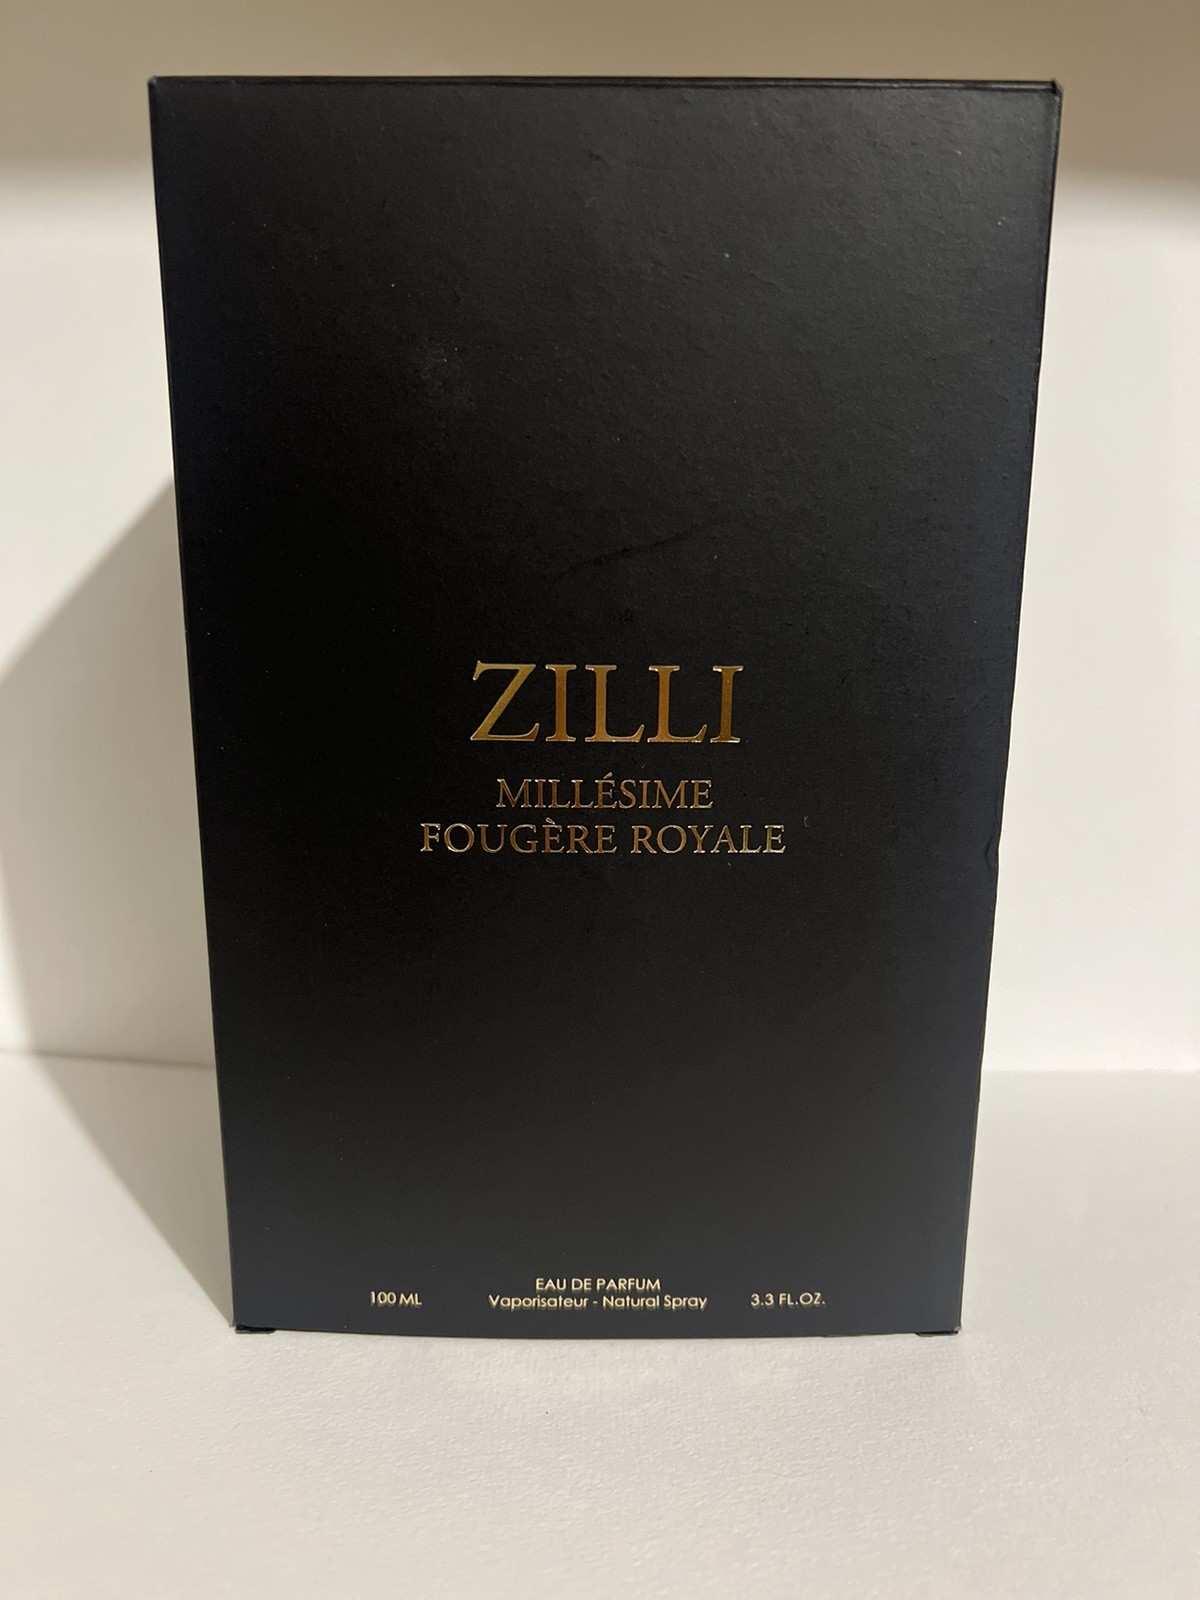 ZILLI
MILLÉSIME
FOUGÈRE ROYALE
EAU DE PARFUM
100 ML Vaporisateur - Natural Spray 3.3 FL.OZ.